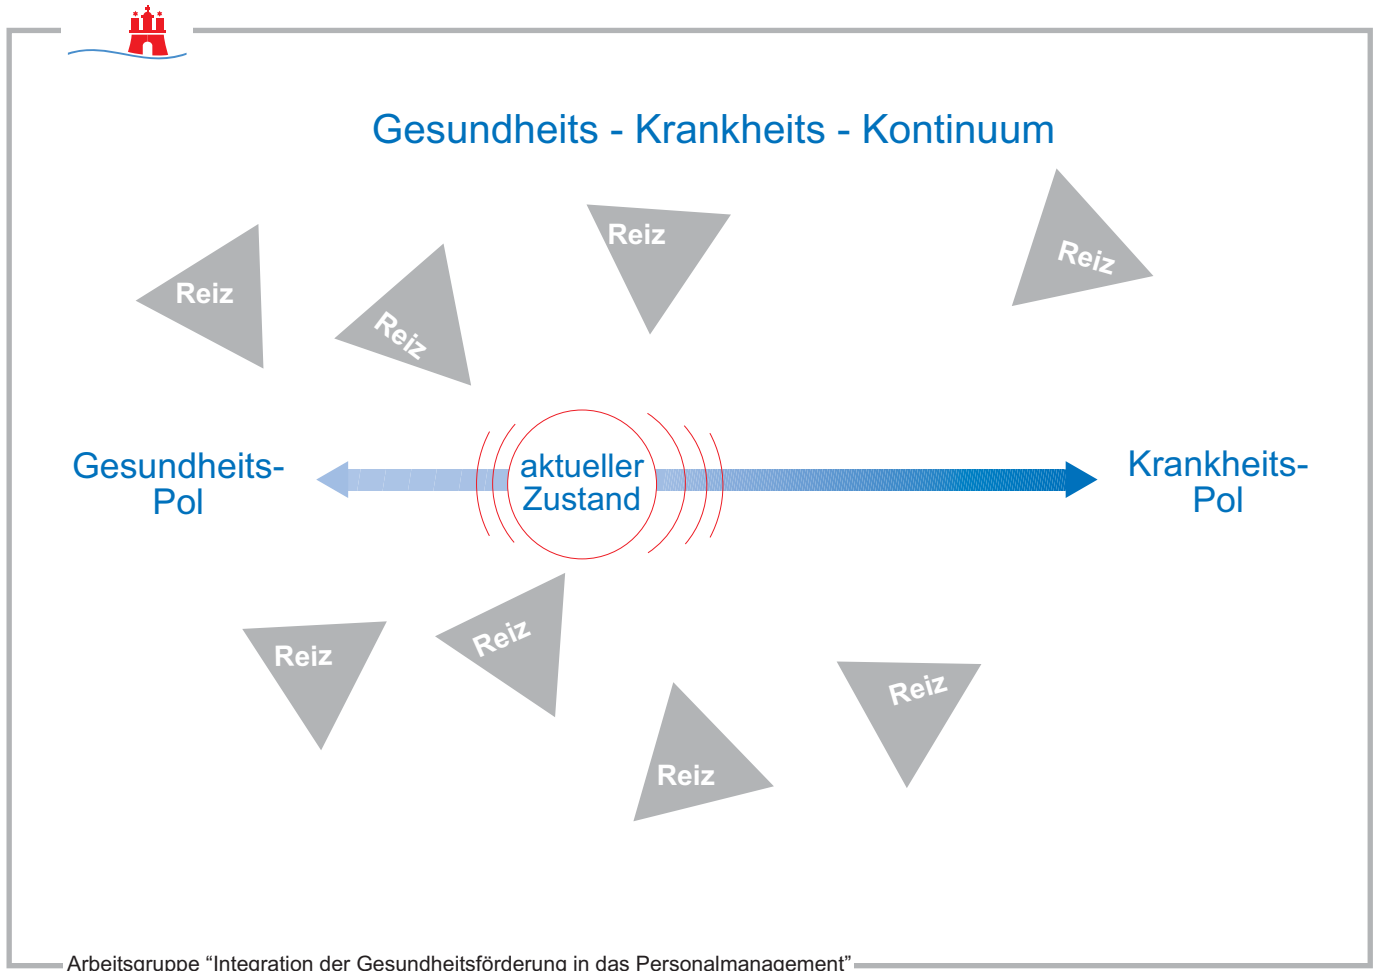 Gesundheits - Krankheits - Kontinuum
Reiz
Reiz
Reiz
Reiz
Gesundheits-
Pol
aktueller
Zustand
Krankheits-
Pol
Reiz
Reiz
Reiz
Reiz
Arbeitsgruppe “Integration der Gesundheitsförderung in das Personalmanagement”